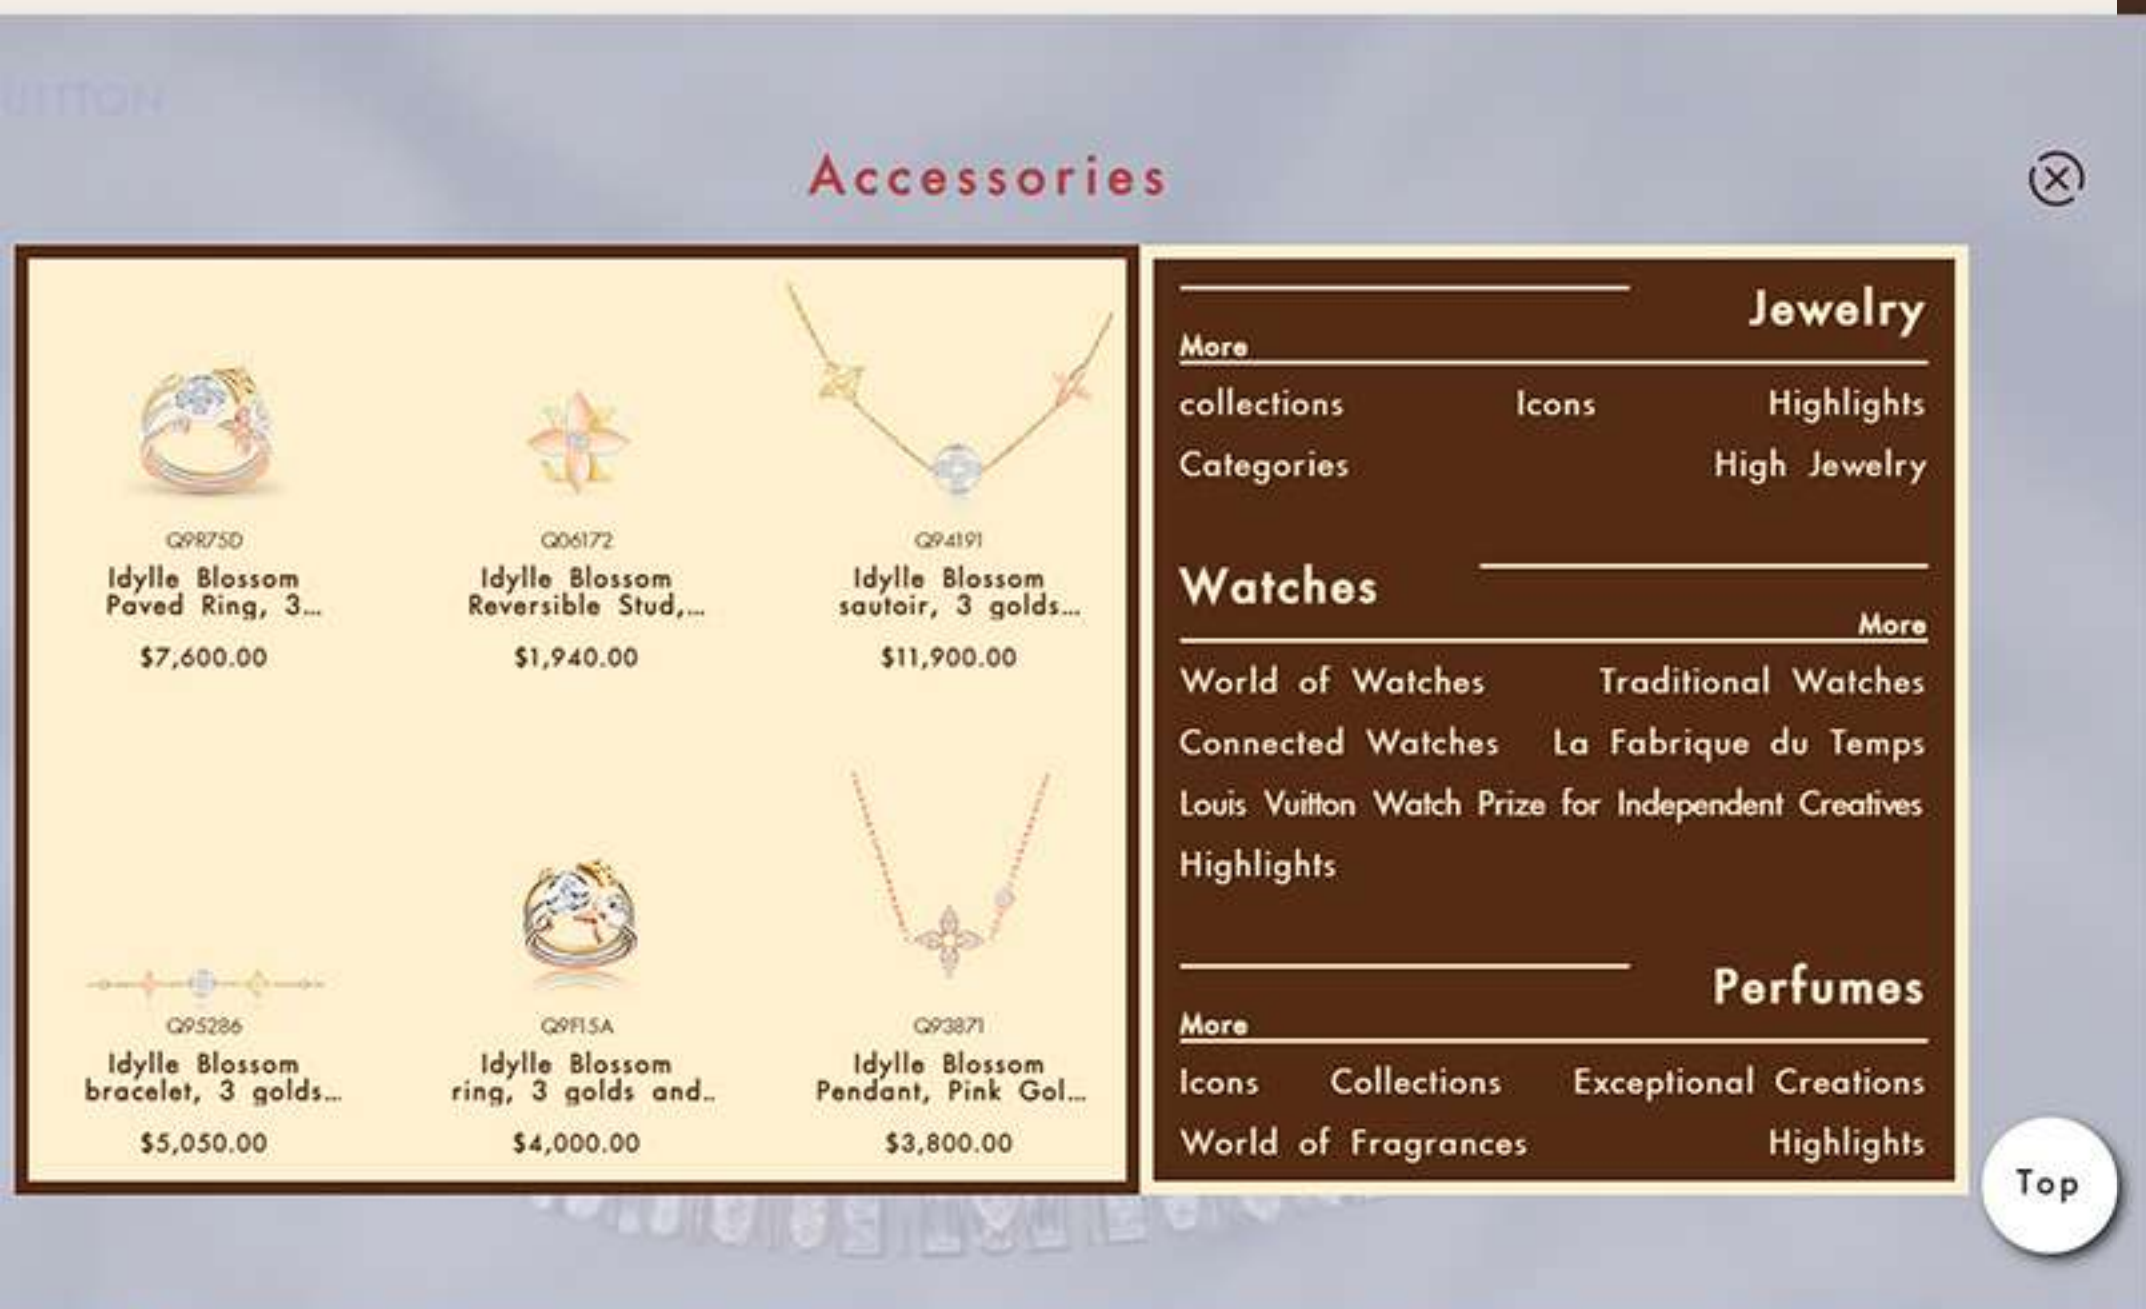 UITTON
Accessories
Q9R75D
Idylle Blossom
Paved Ring, 3...
$7,600.00
Q06172
Idylle Blossom
Reversible Stud,...
$1,940.00
Q94191
Idylle Blossom
sautoir, 3 golds...
$11,900.00
Q95286
Idylle Blossom
bracelet, 3 golds...
$5,050.00
Q9F15A
Idylle Blossom
ring, 3 golds and..
$4,000.00
Q93871
Idylle Blossom
Pendant, Pink Gol...
$3,800.00
Jewelry
More
collections Icons Highlights
Categories High Jewelry
Watches
More
World of Watches Traditional Watches
Connected Watches La Fabrique du Temps
Louis Vuitton Watch Prize for Independent Creatives
Highlights
Perfumes
More
Icons Collections Exceptional Creations
World of Fragrances Highlights
Top